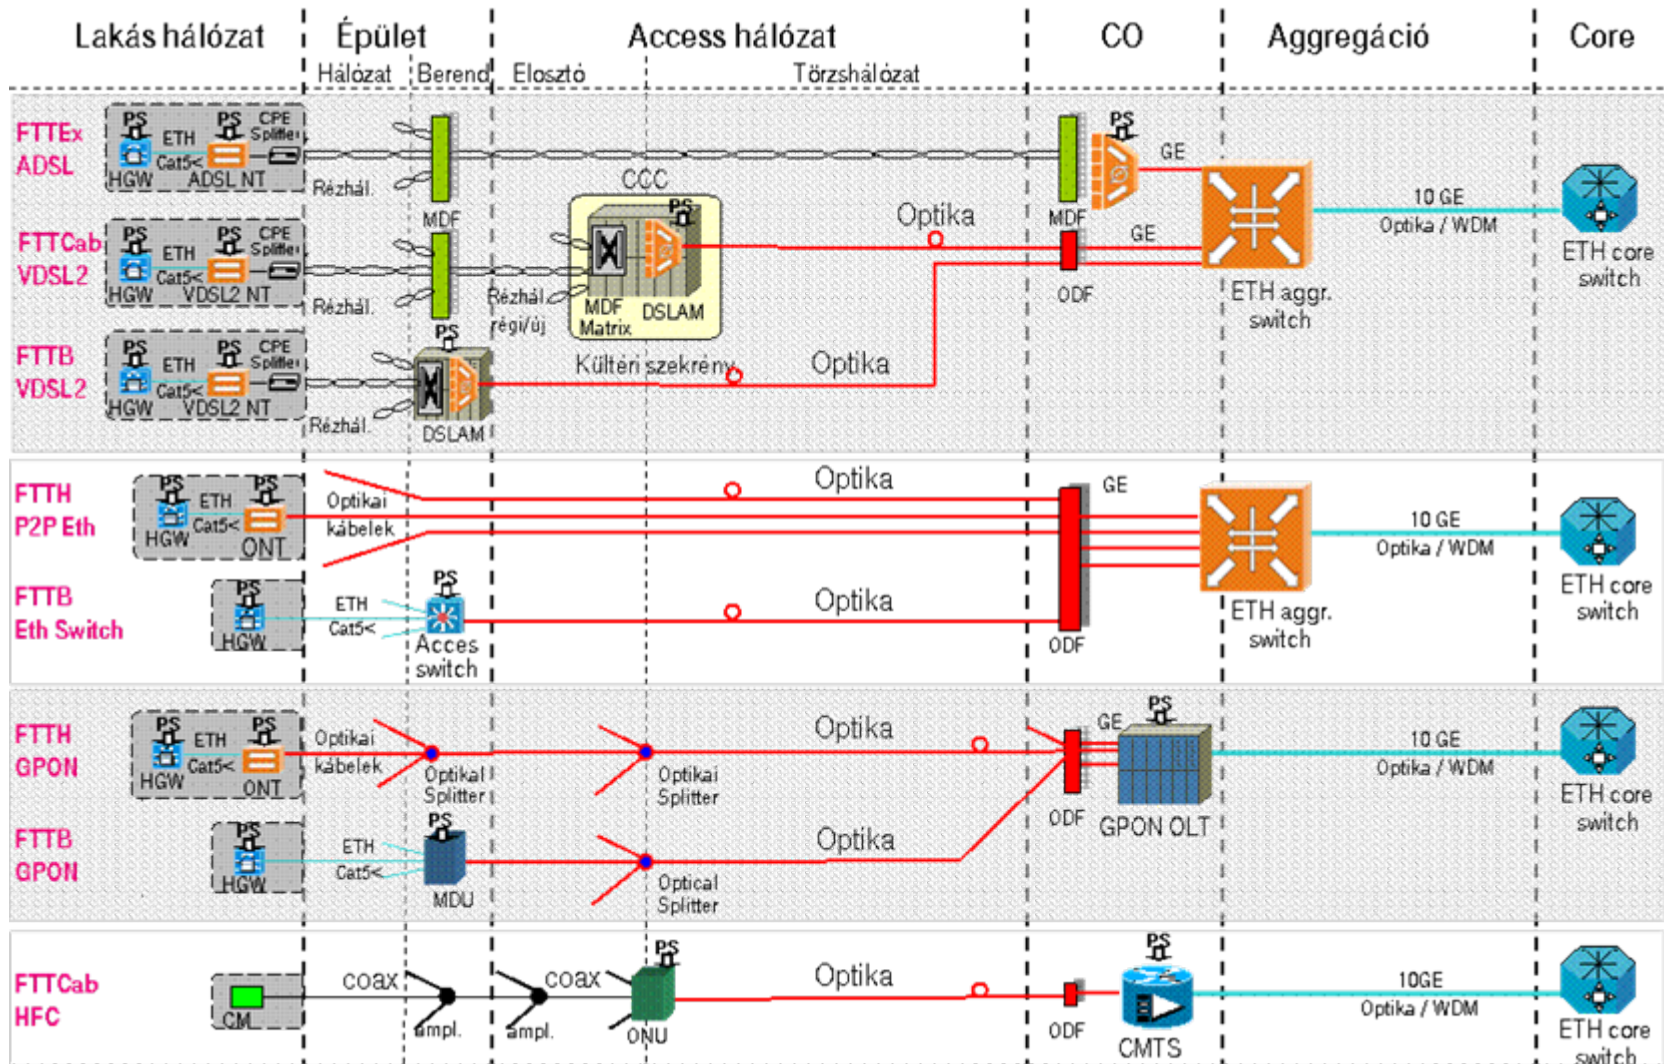 Lakás hálózat Épület Access hálózat CO Aggregáció Core
Hálózat Berend Elosztó Törzshálózat
FTTEx
ADSL
PS PS CPE
ETH Splitter
Cat5<
HGW ADSL NT
Rézhál.
MDF
CCC
PS
MDF
GE
10 GE
Optika / WDM
ETH core
switch
FTTCab
VDSL2
PS PS CPE
ETH Splitter
Cat5<
HGW VDSL2 NT
Rézhál.
Rézhál.
régi/új
PS
MDF
Matrix
DSLAM
Kültéri szekrény
Optika
GE
ODF
ETH aggr.
switch
FTTB
VDSL2
PS PS CPE
ETH Splitter
Cat5<
HGW VDSL2 NT
Rézhál.
PS
DSLAM
Optika
FTTH
P2P Eth
PS PS
ETH
Cat5<
HGW ONT
Optikai
kábelek
Optika
GE
10 GE
Optika / WDM
ETH core
switch
FTTB
Eth Switch
PS
HGW
ETH
Cat5<
PS
Acces
switch
Optika
ODF
ETH aggr.
switch
FTTH
GPON
PS PS
ETH
Cat5<
HGW ONT
Optikai
kábelek
Optikal
Splitter
Optikai
Splitter
Optika
GE
PS
ODF
GPON OLT
10 GE
Optika / WDM
ETH core
switch
FTTB
GPON
PS
HGW
ETH
Cat5<
PS
MDU
Optical
Splitter
Optika
FTTCab
HFC
CM
coax
ampl.
coax
ampl.
PS
ONU
Optika
ODF
PS
CMTS
10GE
Optika / WDM
ETH core
switch